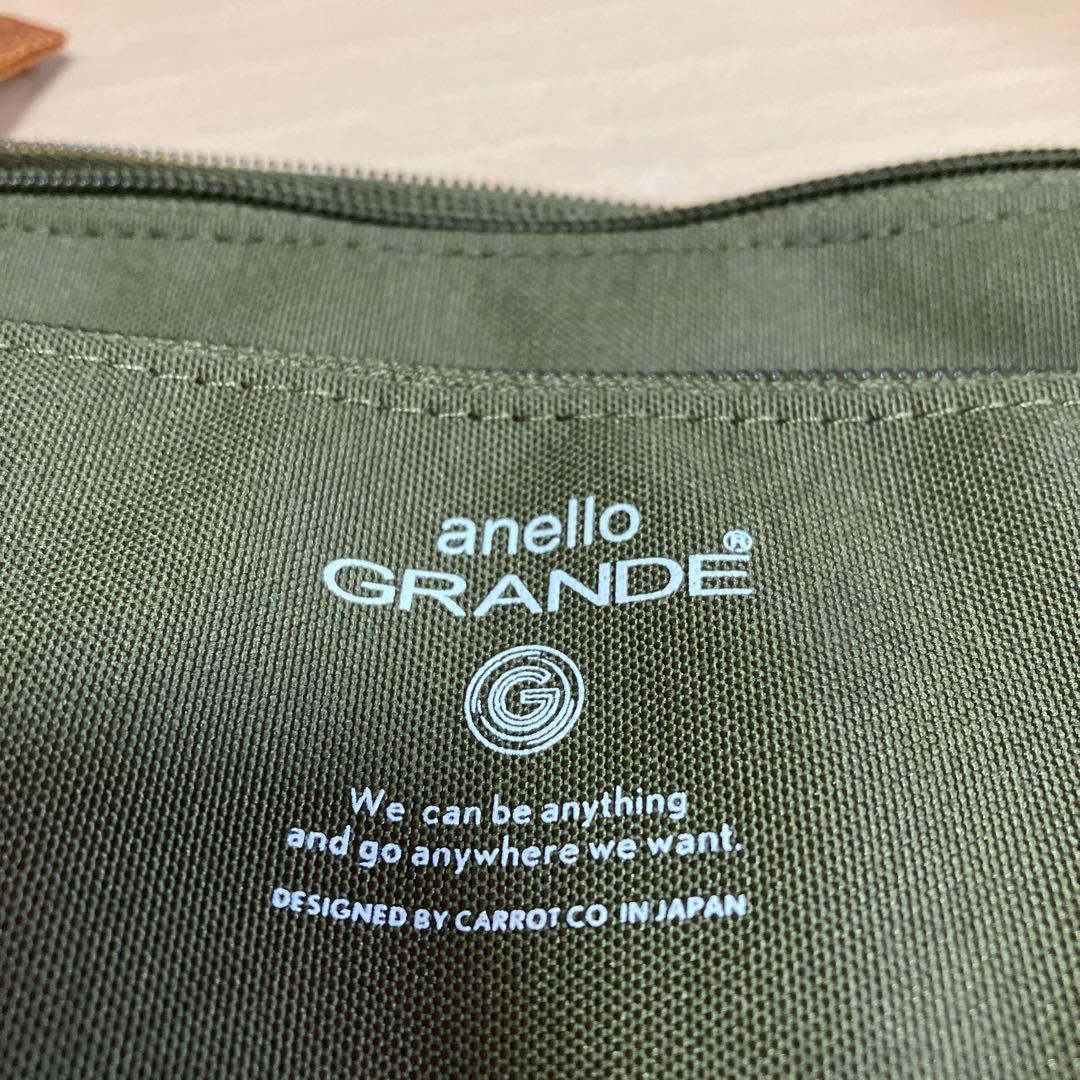 anello
GRANDE®
G
We can be anything
and go anywhere we want.
DESIGNED BY CARROT CO IN JAPAN